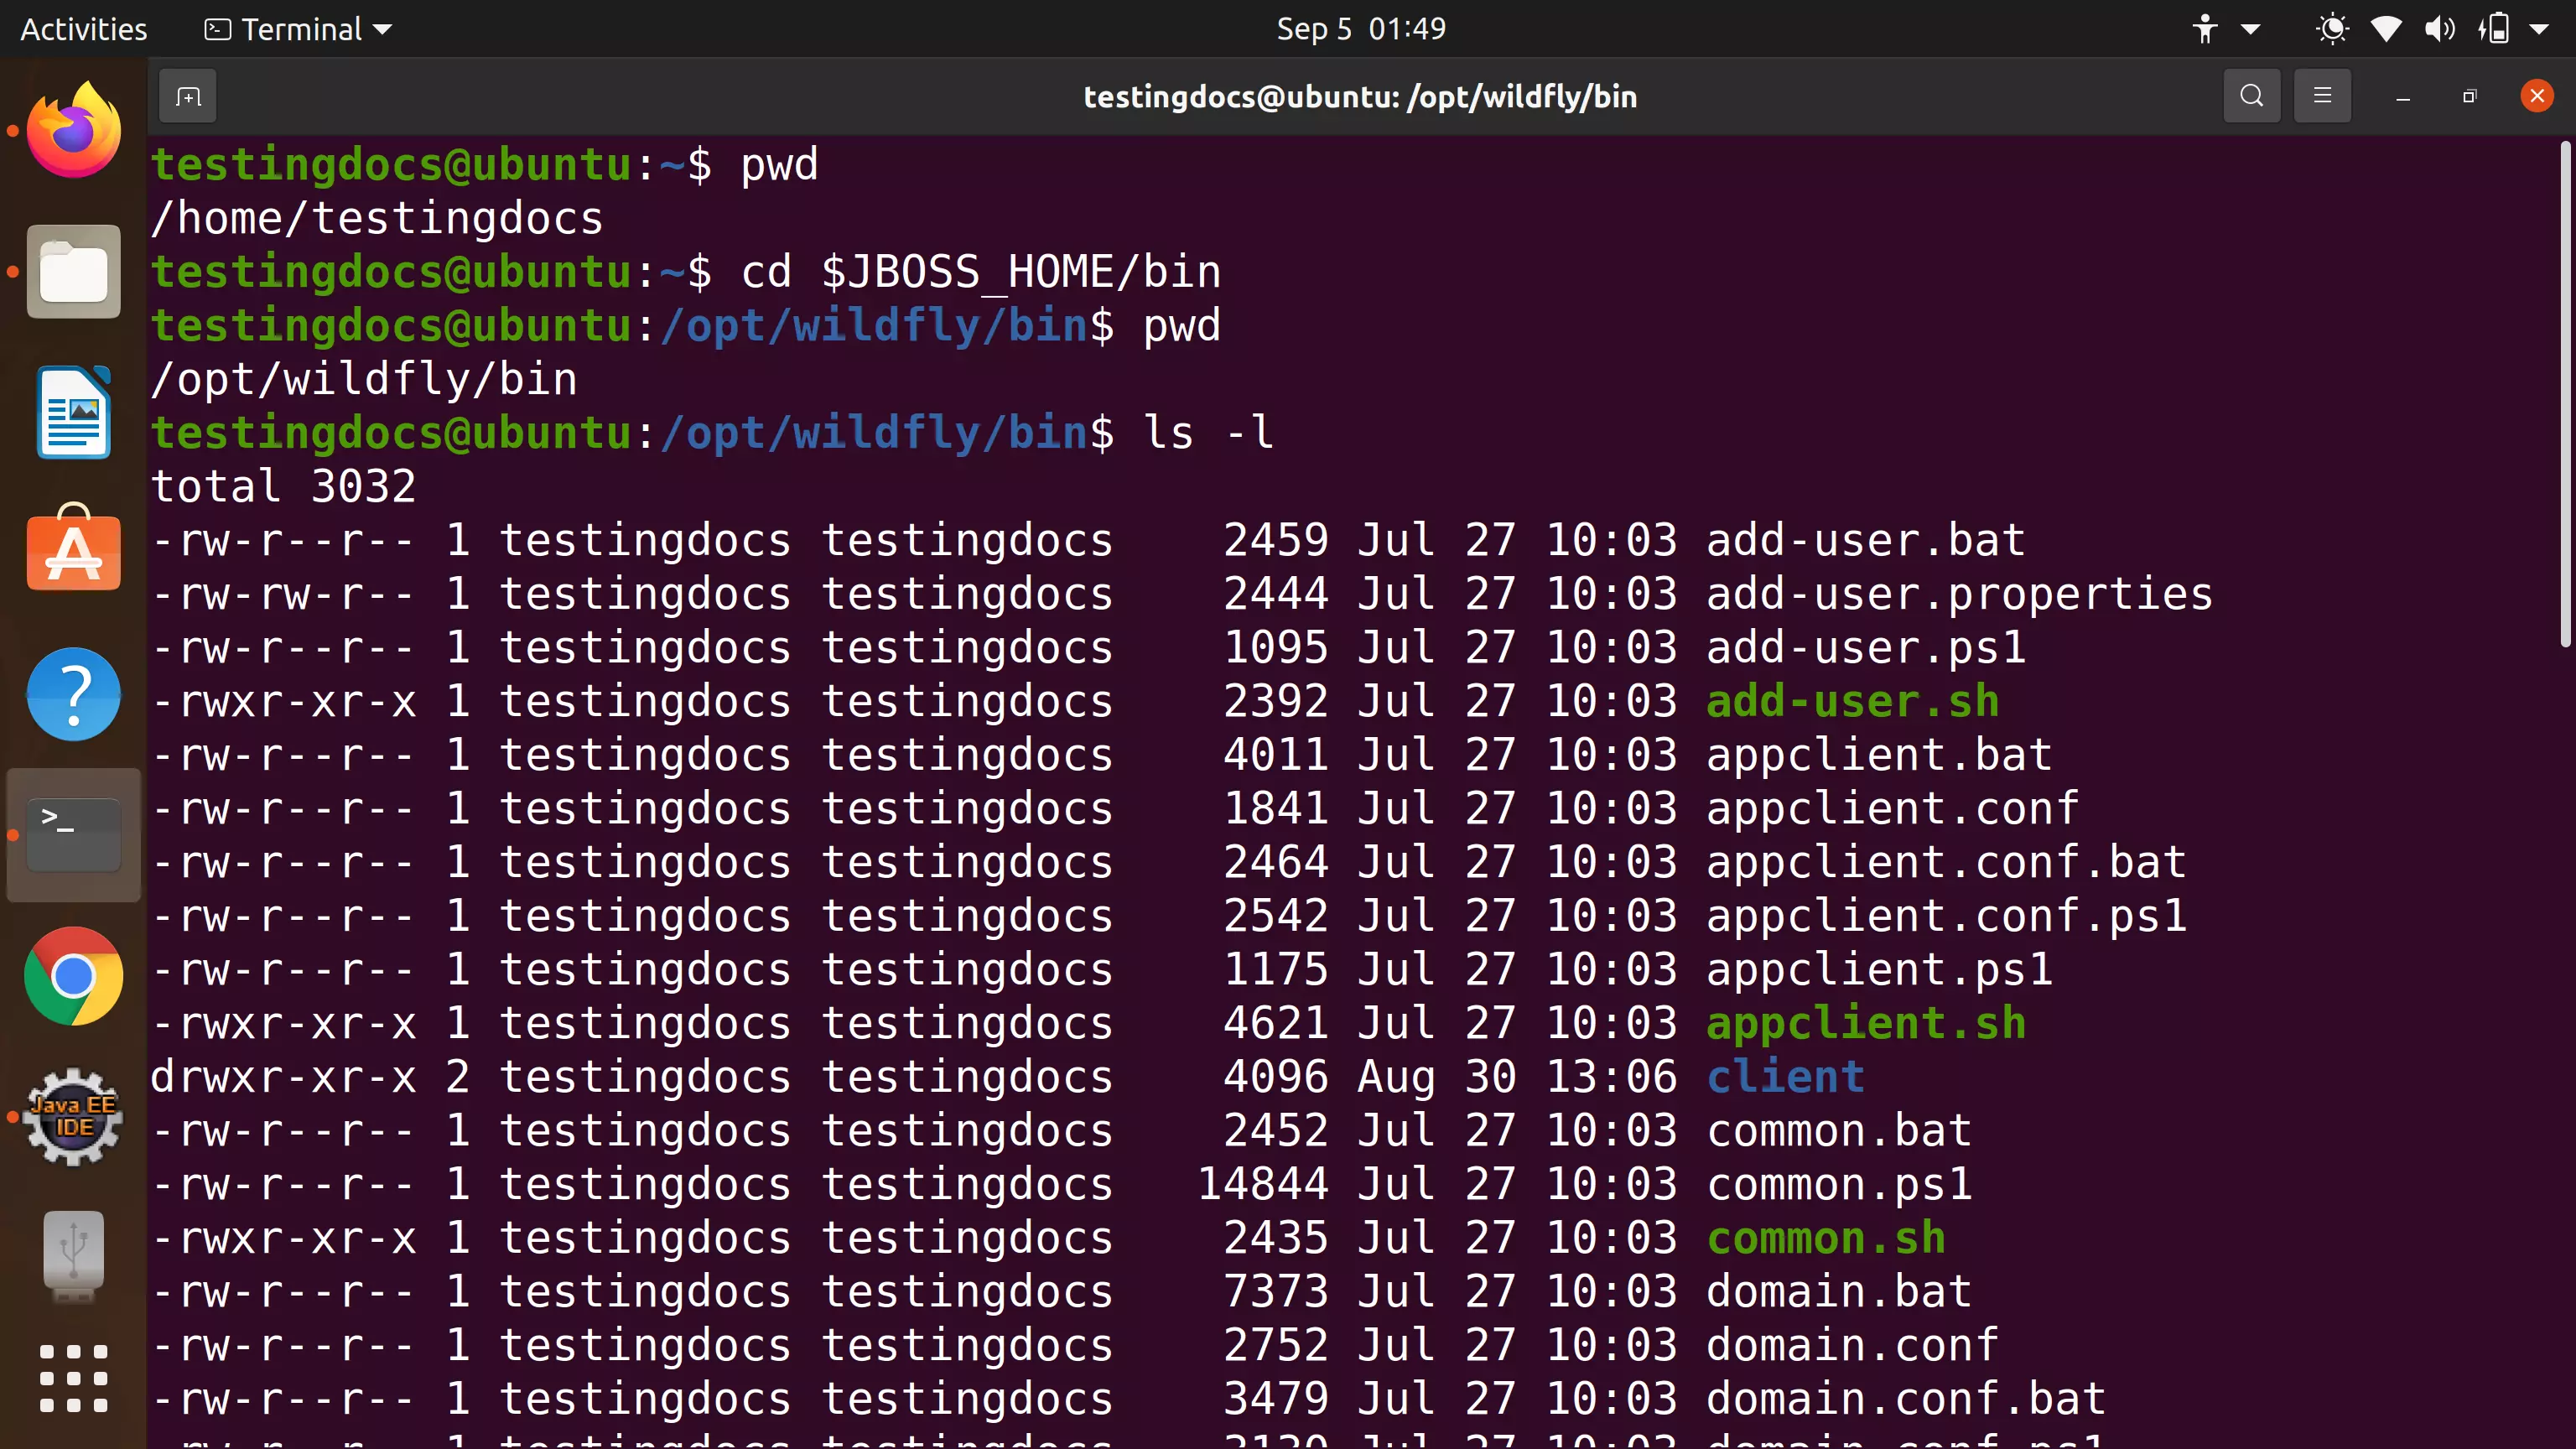 Activities Terminal Sep 5 01:49
testingdocs@ubuntu: /opt/wildfly/bin
testingdocs@ubuntu:~$ pwd
/home/testingdocs
testingdocs@ubuntu:~$ cd $JBOSS_HOME/bin
testingdocs@ubuntu:/opt/wildfly/bin$ pwd
/opt/wildfly/bin
testingdocs@ubuntu:/opt/wildfly/bin$ ls -l
total 3032
-rw-r--r-- 1 testingdocs testingdocs 2459 Jul 27 10:03 add-user.bat
-rw-rw-r-- 1 testingdocs testingdocs 2444 Jul 27 10:03 add-user.properties
-rw-r--r-- 1 testingdocs testingdocs 1095 Jul 27 10:03 add-user.ps1
-rwxr-xr-x 1 testingdocs testingdocs 2392 Jul 27 10:03 add-user.sh
-rw-r--r-- 1 testingdocs testingdocs 4011 Jul 27 10:03 appclient.bat
-rw-r--r-- 1 testingdocs testingdocs 1841 Jul 27 10:03 appclient.conf
-rw-r--r-- 1 testingdocs testingdocs 2464 Jul 27 10:03 appclient.conf.bat
-rw-r--r-- 1 testingdocs testingdocs 2542 Jul 27 10:03 appclient.conf.ps1
-rw-r--r-- 1 testingdocs testingdocs 1175 Jul 27 10:03 appclient.ps1
-rwxr-xr-x 1 testingdocs testingdocs 4621 Jul 27 10:03 appclient.sh
drwxr-xr-x 2 testingdocs testingdocs 4096 Aug 30 13:06 client
Java EE
IDE
-rw-r--r-- 1 testingdocs testingdocs 2452 Jul 27 10:03 common.bat
-rw-r--r-- 1 testingdocs testingdocs 14844 Jul 27 10:03 common.ps1
-rwxr-xr-x 1 testingdocs testingdocs 2435 Jul 27 10:03 common.sh
-rw-r--r-- 1 testingdocs testingdocs 7373 Jul 27 10:03 domain.bat
-rw-r--r-- 1 testingdocs testingdocs 2752 Jul 27 10:03 domain.conf
-rw-r--r-- 1 testingdocs testingdocs 3479 Jul 27 10:03 domain.conf.bat
-rw-r--r-- 1 testingdocs testingdocs 3130 Jul 27 10:03 domain.conf.ps1